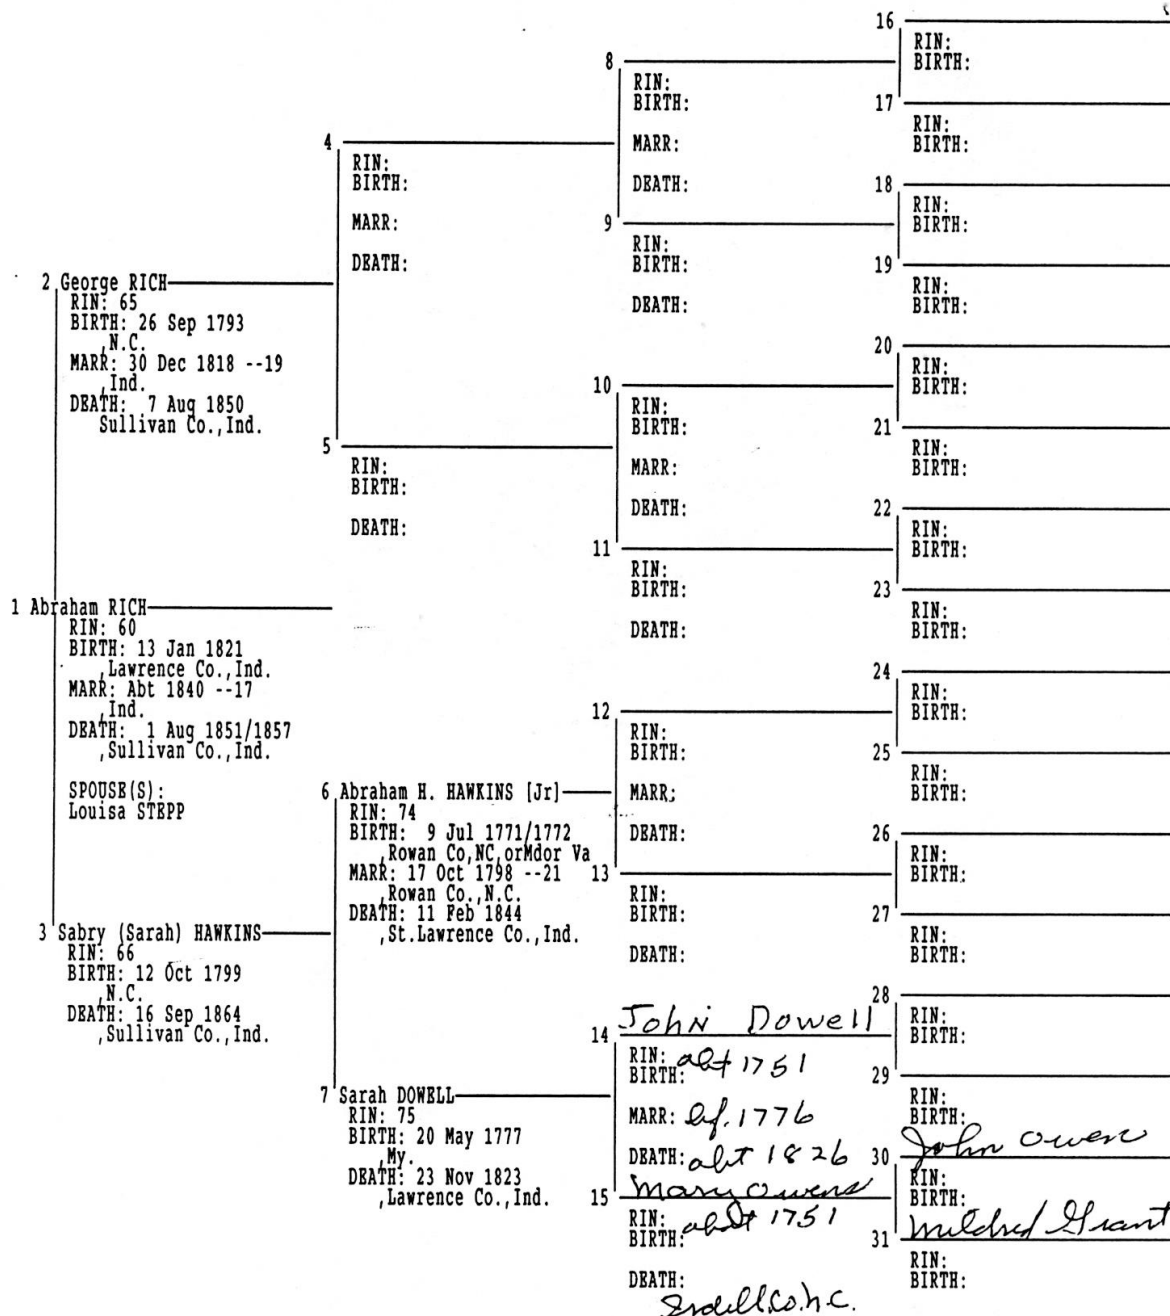 2 George RICH
RIN: 65
BIRTH: 26 Sep 1793
,N.C.
MARR: 30 Dec 1818 --19
,Ind.
DEATH: 7 Aug 1850
Sullivan Co.,Ind.
1 Abraham RICH
RIN: 60
BIRTH: 13 Jan 1821
,Lawrence Co.,Ind.
MARR: Abt 1840 --17
,Ind.
DEATH: 1 Aug 1851/1857
,Sullivan Co.,Ind.
SPOUSE(S):
Louisa STEPP
3 Sabry (Sarah) HAWKINS
RIN: 66
BIRTH: 12 Oct 1799
,N.C.
DEATH: 16 Sep 1864
,Sullivan Co.,Ind.
4
RIN:
BIRTH:
MARR:
DEATH:
5
RIN:
BIRTH:
DEATH:
6 Abraham H. HAWKINS [Jr]
RIN: 74
BIRTH: 9 Jul 1771/1772
,Rowan Co,NC,orMdor Va
MARR: 17 Oct 1798 --21
,Rowan Co.,N.C.
DEATH: 11 Feb 1844
,St.Lawrence Co.,Ind.
7 Sarah DOWELL
RIN: 75
BIRTH: 20 May 1777
,My.
DEATH: 23 Nov 1823
,Lawrence Co.,Ind.
8
RIN:
BIRTH:
MARR:
DEATH:
9
RIN:
BIRTH:
DEATH:
10
RIN:
BIRTH:
MARR:
DEATH:
11
RIN:
BIRTH:
DEATH:
12
RIN:
BIRTH:
MARR:
DEATH:
13
RIN:
BIRTH:
DEATH:
14 John Dowell
RIN:
BIRTH: abt 1751
MARR: bf. 1776
DEATH: abt 1826
15 Mary Owens
RIN:
BIRTH: abt 1751
DEATH:
Iredell,Co.N.C.
16
RIN:
BIRTH:
17
RIN:
BIRTH:
18
RIN:
BIRTH:
19
RIN:
BIRTH:
20
RIN:
BIRTH:
21
RIN:
BIRTH:
22
RIN:
BIRTH:
23
RIN:
BIRTH:
24
RIN:
BIRTH:
25
RIN:
BIRTH:
26
RIN:
BIRTH:
27
RIN:
BIRTH:
28
RIN:
BIRTH:
29
RIN:
BIRTH:
30 John Owen
RIN:
BIRTH:
31 Mildred Grant
RIN:
BIRTH: